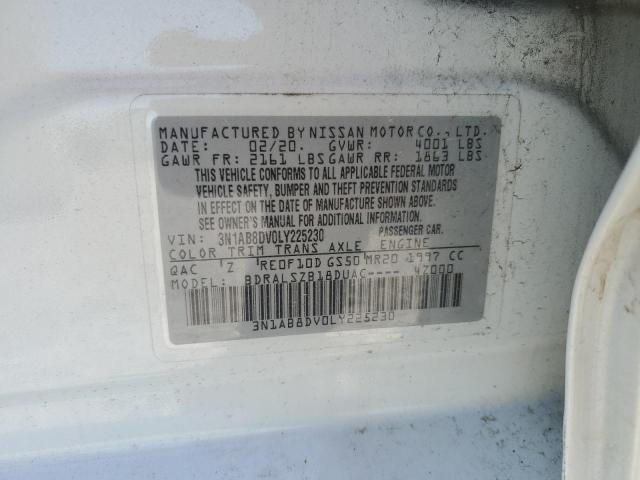 MANUFACTURED BY NISSAN MOTOR CO., LTD.
DATE: 02/20. GVWR: 4001 LBS
GAWR FR: 2161 LBS GAWR RR: 1863 LBS
THIS VEHICLE CONFORMS TO ALL APPLICABLE FEDERAL MOTOR
VEHICLE SAFETY, BUMPER AND THEFT PREVENTION STANDARDS
IN EFFECT ON THE DATE OF MANUFACTURE SHOWN ABOVE.
SEE OWNER'S MANUAL FOR ADDITIONAL INFORMATION.
VIN: 3N1AB8DV0LY225230 PASSENGER CAR.
COLOR TRIM TRANS AXLE ENGINE
QAC 'Z RE0F10D GS50 MR20 1997 CC
MODEL: BDRALSZB18DUAC---- 4Z000
3N1AB8DV0LY225230